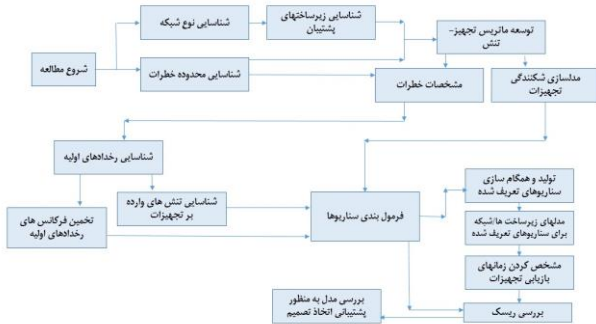 شناسایی نوع شبکه
شناسایی زیرساختهای
پشتیبان
توسعه ماتریس تجهیز-
تنش
شروع مطالعه
شناسایی محدوده خطرات
مشخصات خطرات
مدلسازی شکنندگی
تجهیزات
شناسایی رخدادهای اولیه
تخمین فرکانس های
رخدادهای اولیه
شناسایی تنش های وارده
بر تجهیزات
فرمول بندی سناریوها
تولید و همگام سازی
سناریوهای تعریف شده
مدلهای زیرساخت ها/شبکه
برای سناریوهای تعریف شده
مشخص کردن زمانهای
بازیابی تجهیزات
بررسی ریسک
بررسی مدل به منظور
پشتیبانی اتخاذ تصمیم